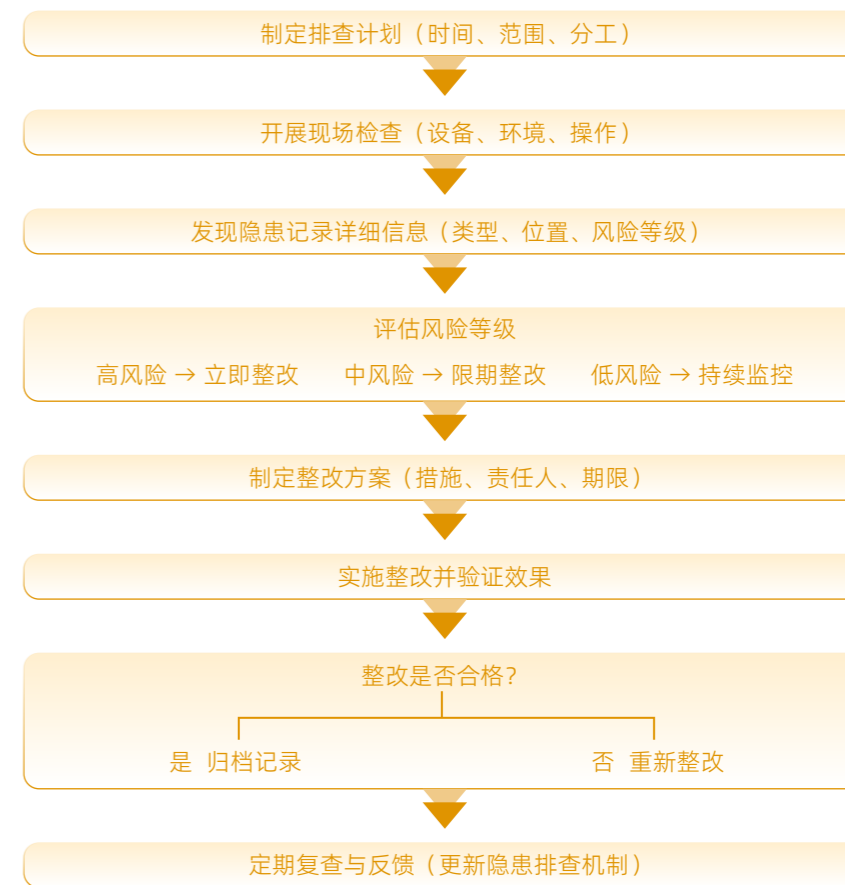 制定排查计划（时间、范围、分工）
开展现场检查（设备、环境、操作）
发现隐患记录详细信息（类型、位置、风险等级）
评估风险等级
高风险 → 立即整改 中风险 → 限期整改 低风险 → 持续监控
制定整改方案（措施、责任人、期限）
实施整改并验证效果
整改是否合格?
是 归档记录 否 重新整改
定期复查与反馈（更新隐患排查机制）